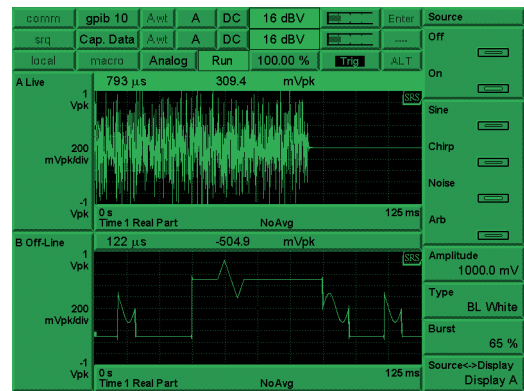 comm gpib 10 Awt A DC 16 dBV Enter Source
srq Cap. Data Awt A DC 16 dBV ----
local macro Analog Run 100.00 % Trig ALT
Off
On
Sine
Chirp
Noise
Arb
Amplitude
1000.0 mV
Type
BL White
Burst
65 %
Source<->Display
Display A
A Live 793 µs 309.4 mVpk
1
Vpk
SRS
200
mVpk/div
-1
Vpk
0 s 125 ms
Time 1 Real Part NoAvg
B Off-Line 122 µs -504.9 mVpk
1
Vpk
SRS
200
mVpk/div
-1
Vpk
0 s 125 ms
Time 1 Real Part NoAvg